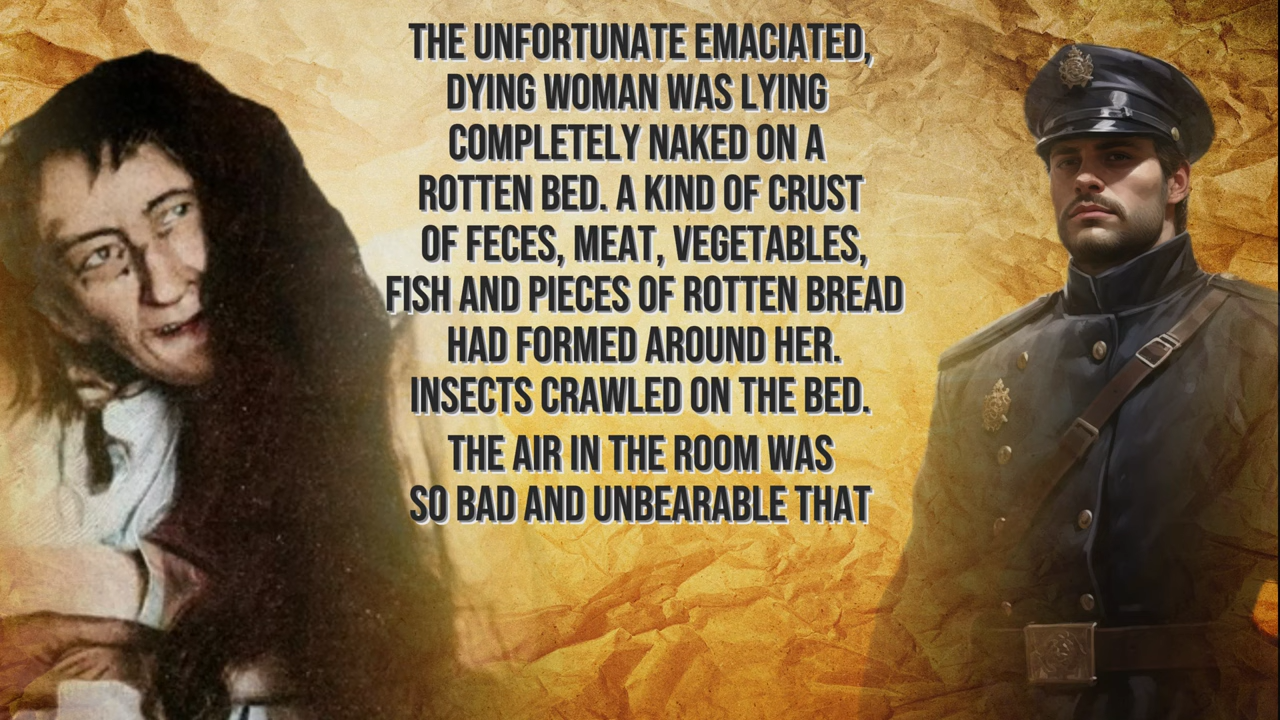 THE UNFORTUNATE EMACIATED,
DYING WOMAN WAS LYING
COMPLETELY NAKED ON A
ROTTEN BED. A KIND OF CRUST
OF FECES, MEAT, VEGETABLES,
FISH AND PIECES OF ROTTEN BREAD
HAD FORMED AROUND HER.
INSECTS CRAWLED ON THE BED.
THE AIR IN THE ROOM WAS
SO BAD AND UNBEARABLE THAT